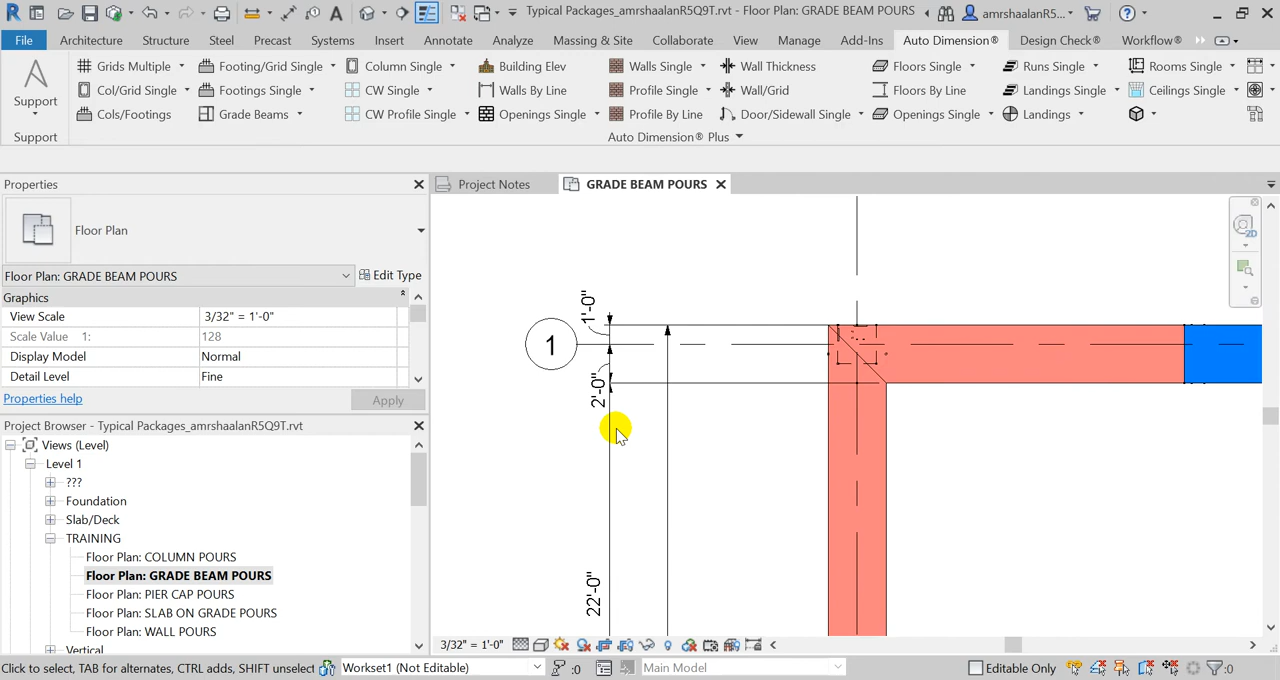 Typical Packages_amrshaalanR5Q9T.rvt - Floor Plan: GRADE BEAM POURS
amrshaalanR5...
File Architecture Structure Steel Precast Systems Insert Annotate Analyze Massing & Site Collaborate View Manage Add-Ins Auto Dimension® Design Check® Workflow®
Grids Multiple Footing/Grid Single Column Single Building Elev Walls Single Wall Thickness Floors Single Runs Single Rooms Single
Col/Grid Single Footings Single CW Single Walls By Line Profile Single Wall/Grid Floors By Line Landings Single Ceilings Single
Support
Cols/Footings Grade Beams CW Profile Single Openings Single Profile By Line Door/Sidewall Single Openings Single Landings
Support Auto Dimension® Plus
Properties
Project Notes GRADE BEAM POURS
Floor Plan
2D
Floor Plan: GRADE BEAM POURS Edit Type
Graphics
View Scale 3/32" = 1'-0"
Scale Value 1: 128
Display Model Normal
Detail Level Fine
Properties help Apply
Project Browser - Typical Packages_amrshaalanR5Q9T.rvt
Views (Level)
Level 1
???
Foundation
Slab/Deck
TRAINING
Floor Plan: COLUMN POURS
Floor Plan: GRADE BEAM POURS
Floor Plan: PIER CAP POURS
Floor Plan: SLAB ON GRADE POURS
Floor Plan: WALL POURS
Vertical
1'-0"
1
2'-0"
22'-0"
3/32" = 1'-0"
Click to select, TAB for alternates, CTRL adds, SHIFT unselect Workset1 (Not Editable) :0 Main Model Editable Only :0